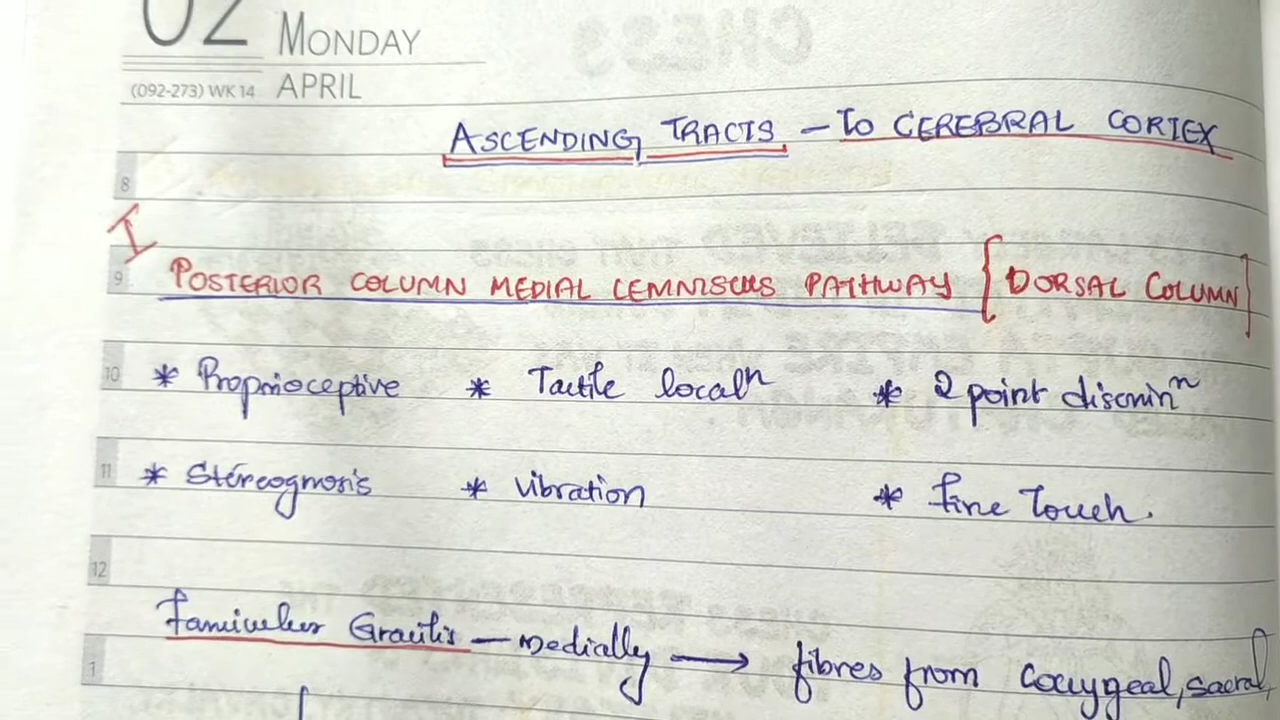 02 MONDAY
(092-273) WK 14 APRIL
ASCENDING TRACTS – To CEREBRAL CORTEX
8
I
9 POSTERIOR COLUMN MEDIAL LEMNISCUS PATHWAY [DORSAL COLUMN]
10 * Proprioceptive * Tactile localn * 2 point discrimn
11 * Stereognosis * Vibration * Fine Touch.
12
Fasciculus Gracilis – medially → fibres from coccygeal, sacral,
1